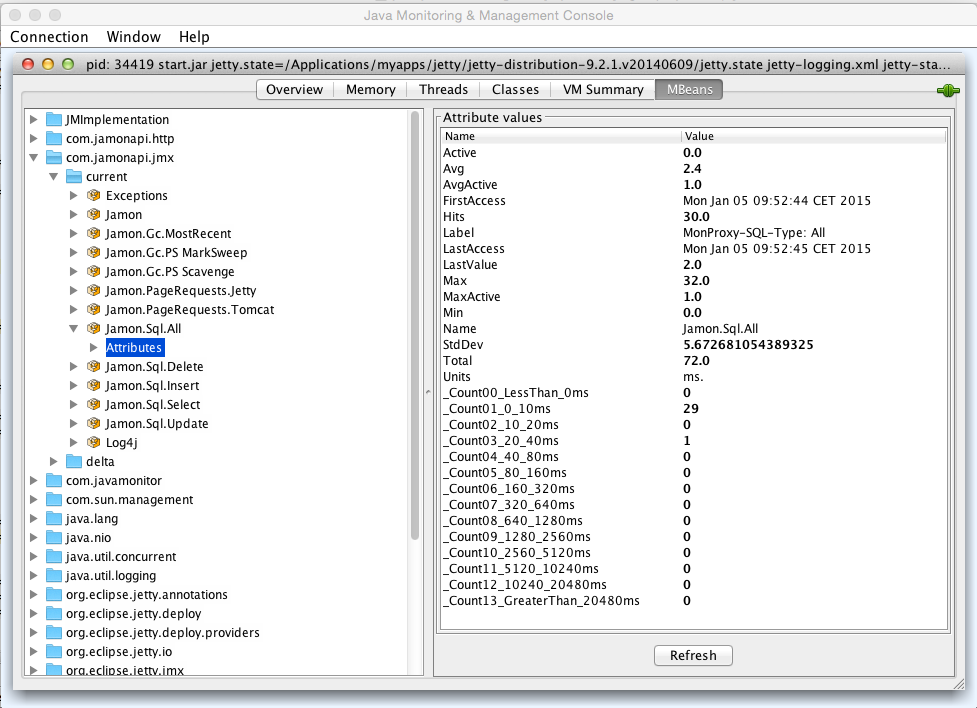 Java Monitoring & Management Console
Connection Window Help
pid: 34419 start.jar jetty.state=/Applications/myapps/jetty/jetty-distribution-9.2.1.v20140609/jetty.state jetty-logging.xml jetty-sta...
Overview Memory Threads Classes VM Summary MBeans
JMImplementation
com.jamonapi.http
com.jamonapi.jmx
current
Exceptions
Jamon
Jamon.Gc.MostRecent
Jamon.Gc.PS MarkSweep
Jamon.Gc.PS Scavenge
Jamon.PageRequests.Jetty
Jamon.PageRequests.Tomcat
Jamon.Sql.All
Attributes
Jamon.Sql.Delete
Jamon.Sql.Insert
Jamon.Sql.Select
Jamon.Sql.Update
Log4j
delta
com.javamonitor
com.sun.management
java.lang
java.nio
java.util.concurrent
java.util.logging
org.eclipse.jetty.annotations
org.eclipse.jetty.deploy
org.eclipse.jetty.deploy.providers
org.eclipse.jetty.io
org.eclipse.jetty.jmx
Attribute values
Name Value
Active 0.0
Avg 2.4
AvgActive 1.0
FirstAccess Mon Jan 05 09:52:44 CET 2015
Hits 30.0
Label MonProxy-SQL-Type: All
LastAccess Mon Jan 05 09:52:45 CET 2015
LastValue 2.0
Max 32.0
MaxActive 1.0
Min 0.0
Name Jamon.Sql.All
StdDev 5.672681054389325
Total 72.0
Units ms.
_Count00_LessThan_0ms 0
_Count01_0_10ms 29
_Count02_10_20ms 0
_Count03_20_40ms 1
_Count04_40_80ms 0
_Count05_80_160ms 0
_Count06_160_320ms 0
_Count07_320_640ms 0
_Count08_640_1280ms 0
_Count09_1280_2560ms 0
_Count10_2560_5120ms 0
_Count11_5120_10240ms 0
_Count12_10240_20480ms 0
_Count13_GreaterThan_20480ms 0
Refresh